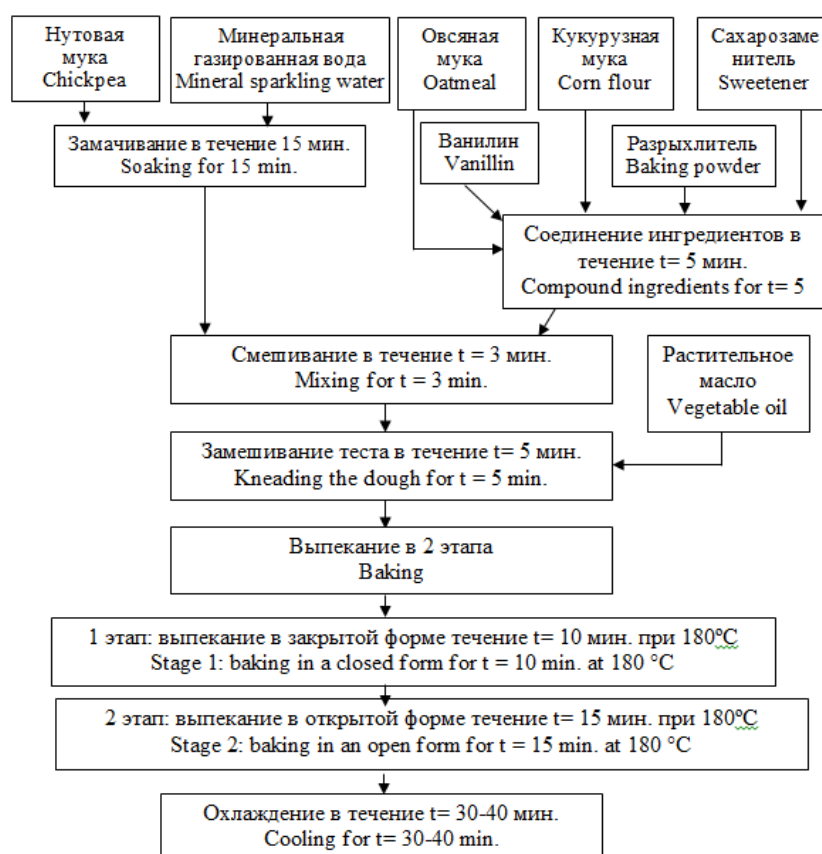 Нутовая
мука
Chickpea
Минеральная
газированная вода
Mineral sparkling water
Овсяная
мука
Oatmeal
Кукурузная
мука
Corn flour
Сахарозаме
нитель
Sweetener
Замачивание в течение 15 мин.
Soaking for 15 min.
Ванилин
Vanillin
Разрыхлитель
Baking powder
Соединение ингредиентов в
течение t= 5 мин.
Compound ingredients for t= 5
Смешивание в течение t = 3 мин.
Mixing for t = 3 min.
Растительное
масло
Vegetable oil
Замешивание теста в течение t= 5 мин.
Kneading the dough for t = 5 min.
Выпекание в 2 этапа
Baking
1 этап: выпекание в закрытой форме течение t= 10 мин. при 180ºС
Stage 1: baking in a closed form for t = 10 min. at 180 °C
2 этап: выпекание в открытой форме течение t= 15 мин. при 180ºС
Stage 2: baking in an open form for t = 15 min. at 180 °C
Охлаждение в течение t= 30-40 мин.
Cooling for t= 30-40 min.